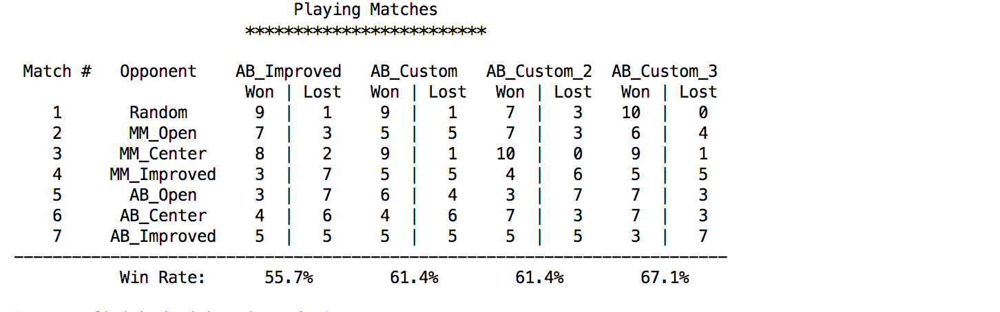 Playing Matches
*************************
Match # Opponent AB_Improved AB_Custom AB_Custom_2 AB_Custom_3
Won | Lost Won | Lost Won | Lost Won | Lost
1 Random 9 | 1 9 | 1 7 | 3 10 | 0
2 MM_Open 7 | 3 5 | 5 7 | 3 6 | 4
3 MM_Center 8 | 2 9 | 1 10 | 0 9 | 1
4 MM_Improved 3 | 7 5 | 5 4 | 6 5 | 5
5 AB_Open 3 | 7 6 | 4 3 | 7 7 | 3
6 AB_Center 4 | 6 4 | 6 7 | 3 7 | 3
7 AB_Improved 5 | 5 5 | 5 5 | 5 3 | 7
--------------------------------------------------------------------------
Win Rate: 55.7% 61.4% 61.4% 67.1%